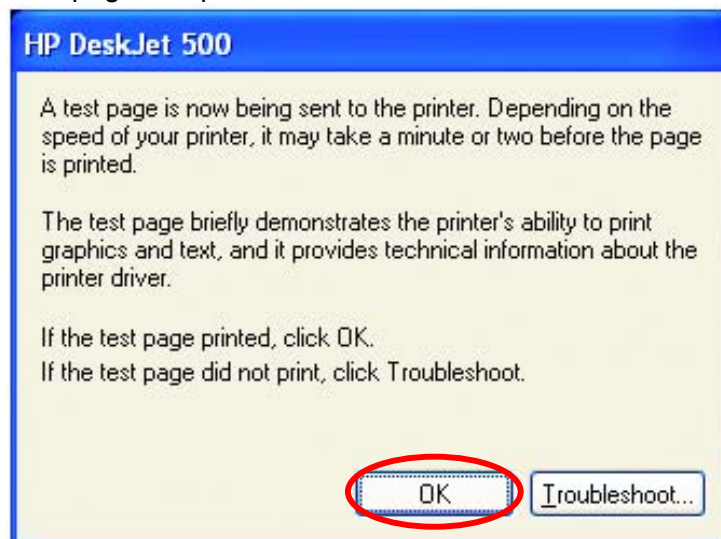 HP DeskJet 500
A test page is now being sent to the printer. Depending on the
speed of your printer, it may take a minute or two before the page
is printed.
The test page briefly demonstrates the printer's ability to print
graphics and text, and it provides technical information about the
printer driver.
If the test page printed, click OK.
If the test page did not print, click Troubleshoot.
OK
Troubleshoot...